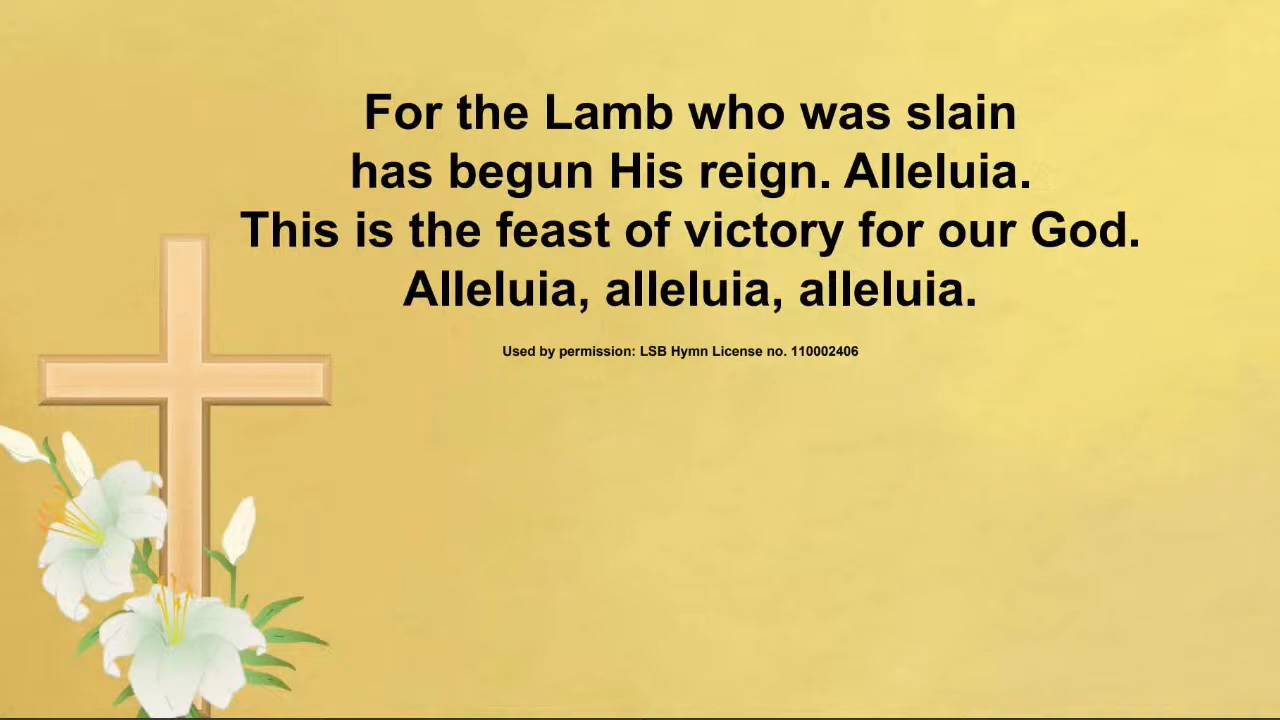 For the Lamb who was slain
has begun His reign. Alleluia.
This is the feast of victory for our God.
Alleluia, alleluia, alleluia.
Used by permission: LSB Hymn License no. 110002406